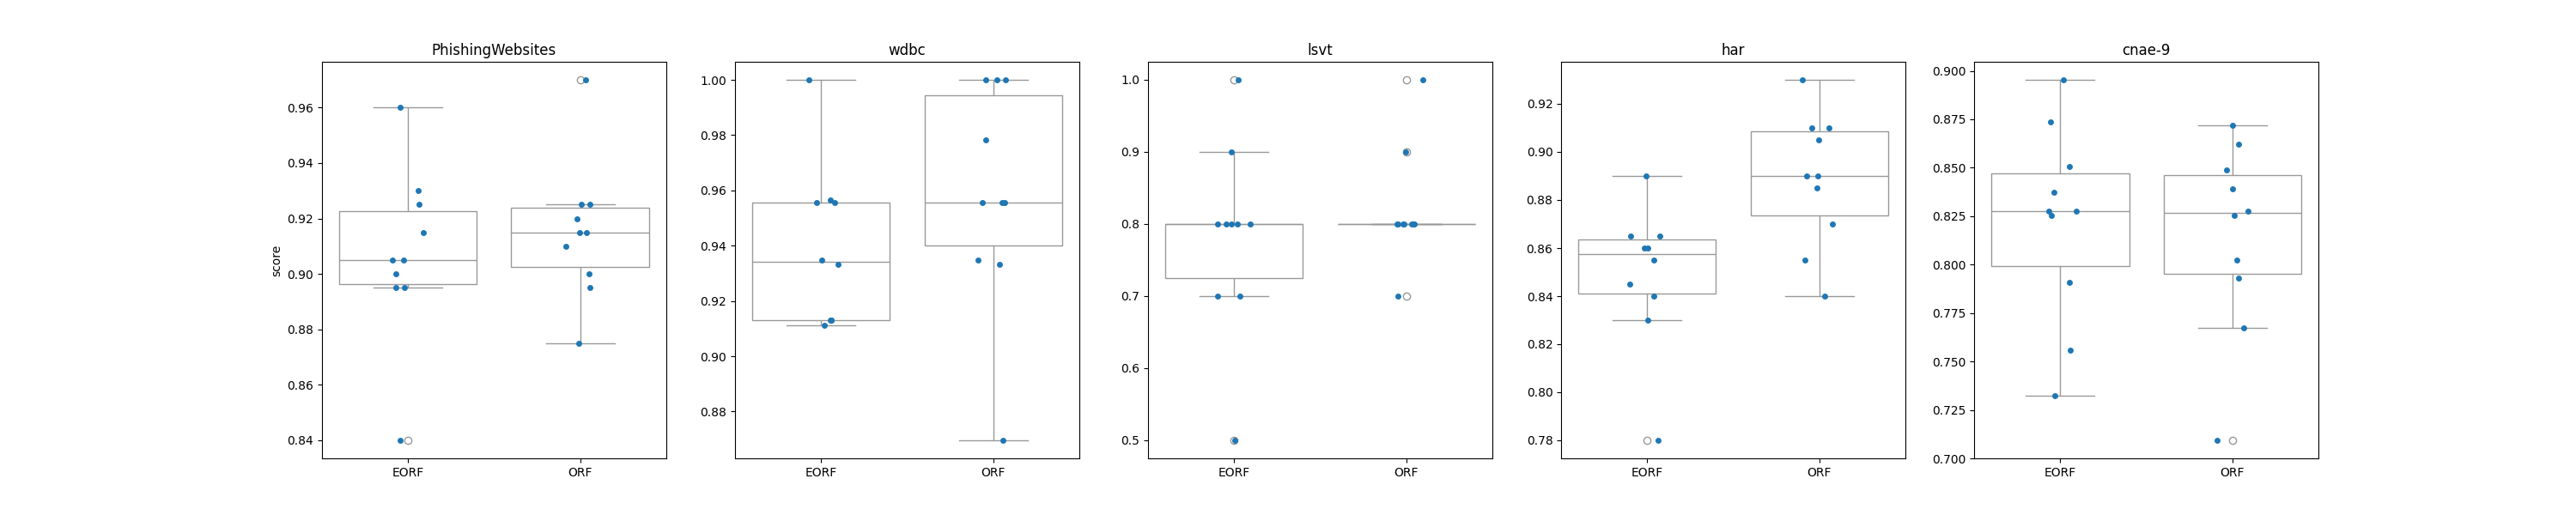 PhishingWebsites
0.96
0.94
0.92
0.90
0.88
0.86
0.84
score
EORF
ORF
wdbc
1.00
0.98
0.96
0.94
0.92
0.90
0.88
EORF
ORF
lsvt
1.0
0.9
0.8
0.7
0.6
0.5
EORF
ORF
har
0.92
0.90
0.88
0.86
0.84
0.82
0.80
0.78
EORF
ORF
cnae-9
0.900
0.875
0.850
0.825
0.800
0.775
0.750
0.725
0.700
EORF
ORF